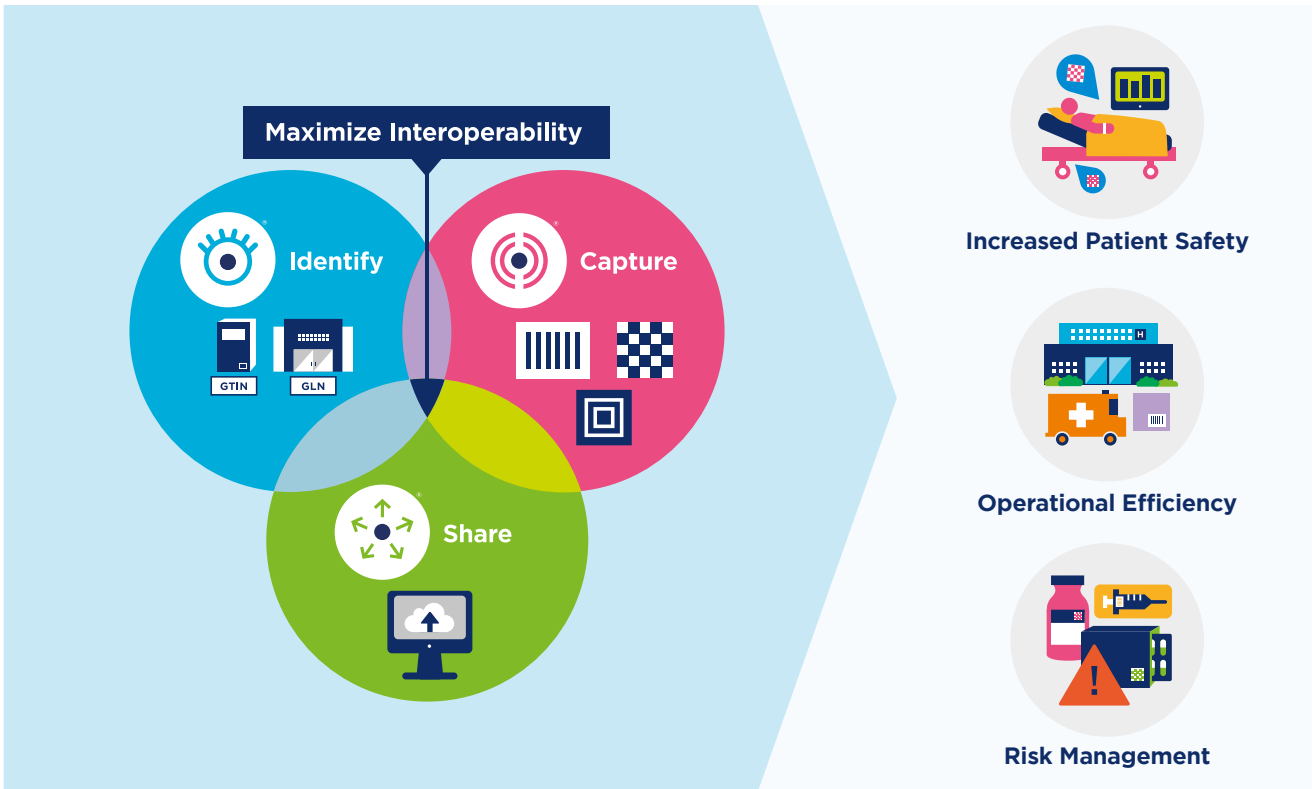 Maximize Interoperability
Identify
GTIN
GLN
Capture
Share
Increased Patient Safety
H
Operational Efficiency
!
Risk Management